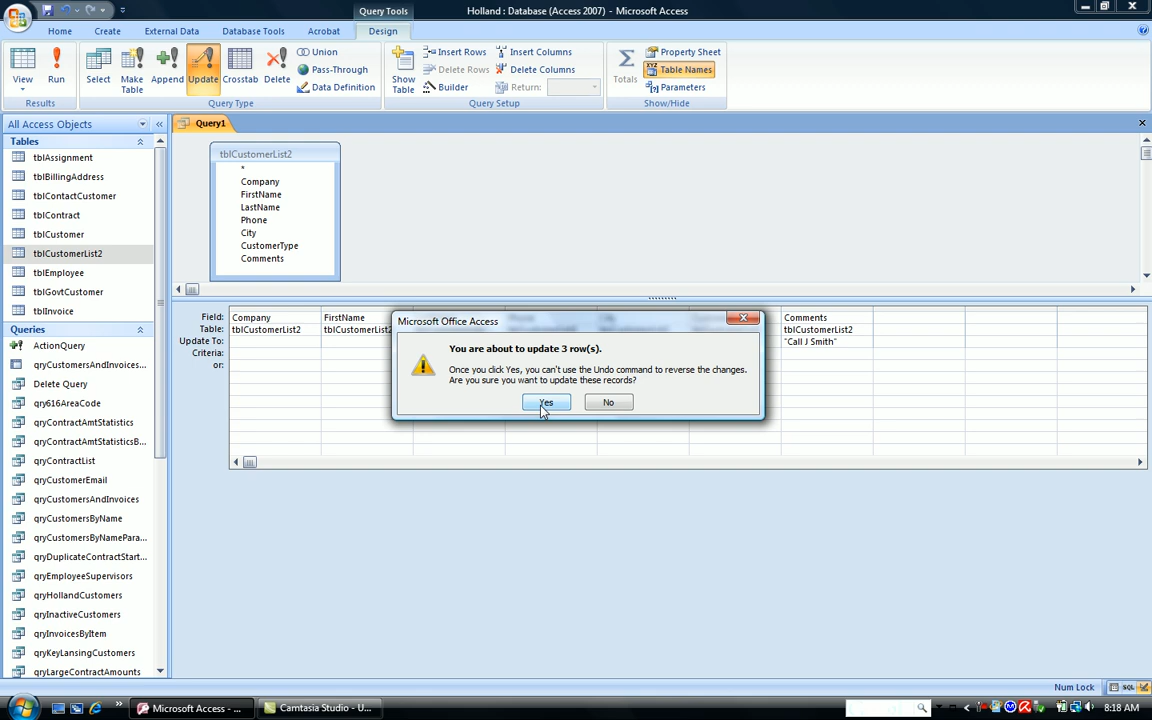 Query Tools
Holland : Database (Access 2007) - Microsoft Access
Home Create External Data Database Tools Acrobat Design
View
Run
Results
Select
Make Table
Append
Update
Crosstab
Delete
Union
Pass-Through
Data Definition
Query Type
Show Table
Insert Rows
Delete Rows
Builder
Insert Columns
Delete Columns
Return:
Query Setup
Totals
Property Sheet
Table Names
Parameters
Show/Hide
All Access Objects
Query1
Tables
tblAssignment
tblBillingAddress
tblContactCustomer
tblContract
tblCustomer
tblCustomerList2
tblEmployee
tblGovtCustomer
tblInvoice
Queries
ActionQuery
qryCustomersAndInvoices...
Delete Query
qry616AreaCode
qryContractAmtStatistics
qryContractAmtStatisticsB...
qryContractList
qryCustomerEmail
qryCustomersAndInvoices
qryCustomersByName
qryCustomersByNamePara...
qryDuplicateContractStart...
qryEmployeeSupervisors
qryHollandCustomers
qryInactiveCustomers
qryInvoicesByItem
qryKeyLansingCustomers
qryLargeContractAmounts
tblCustomerList2
*
Company
FirstName
LastName
Phone
City
CustomerType
Comments
Field: Company FirstName Comments
Table: tblCustomerList2 tblCustomerList2 tblCustomerList2
Update To: "Call J Smith"
Criteria:
or:
Microsoft Office Access
You are about to update 3 row(s).
Once you click Yes, you can't use the Undo command to reverse the changes.
Are you sure you want to update these records?
Yes No
Num Lock
SQL
Microsoft Access - ...
Camtasia Studio - U...
8:18 AM